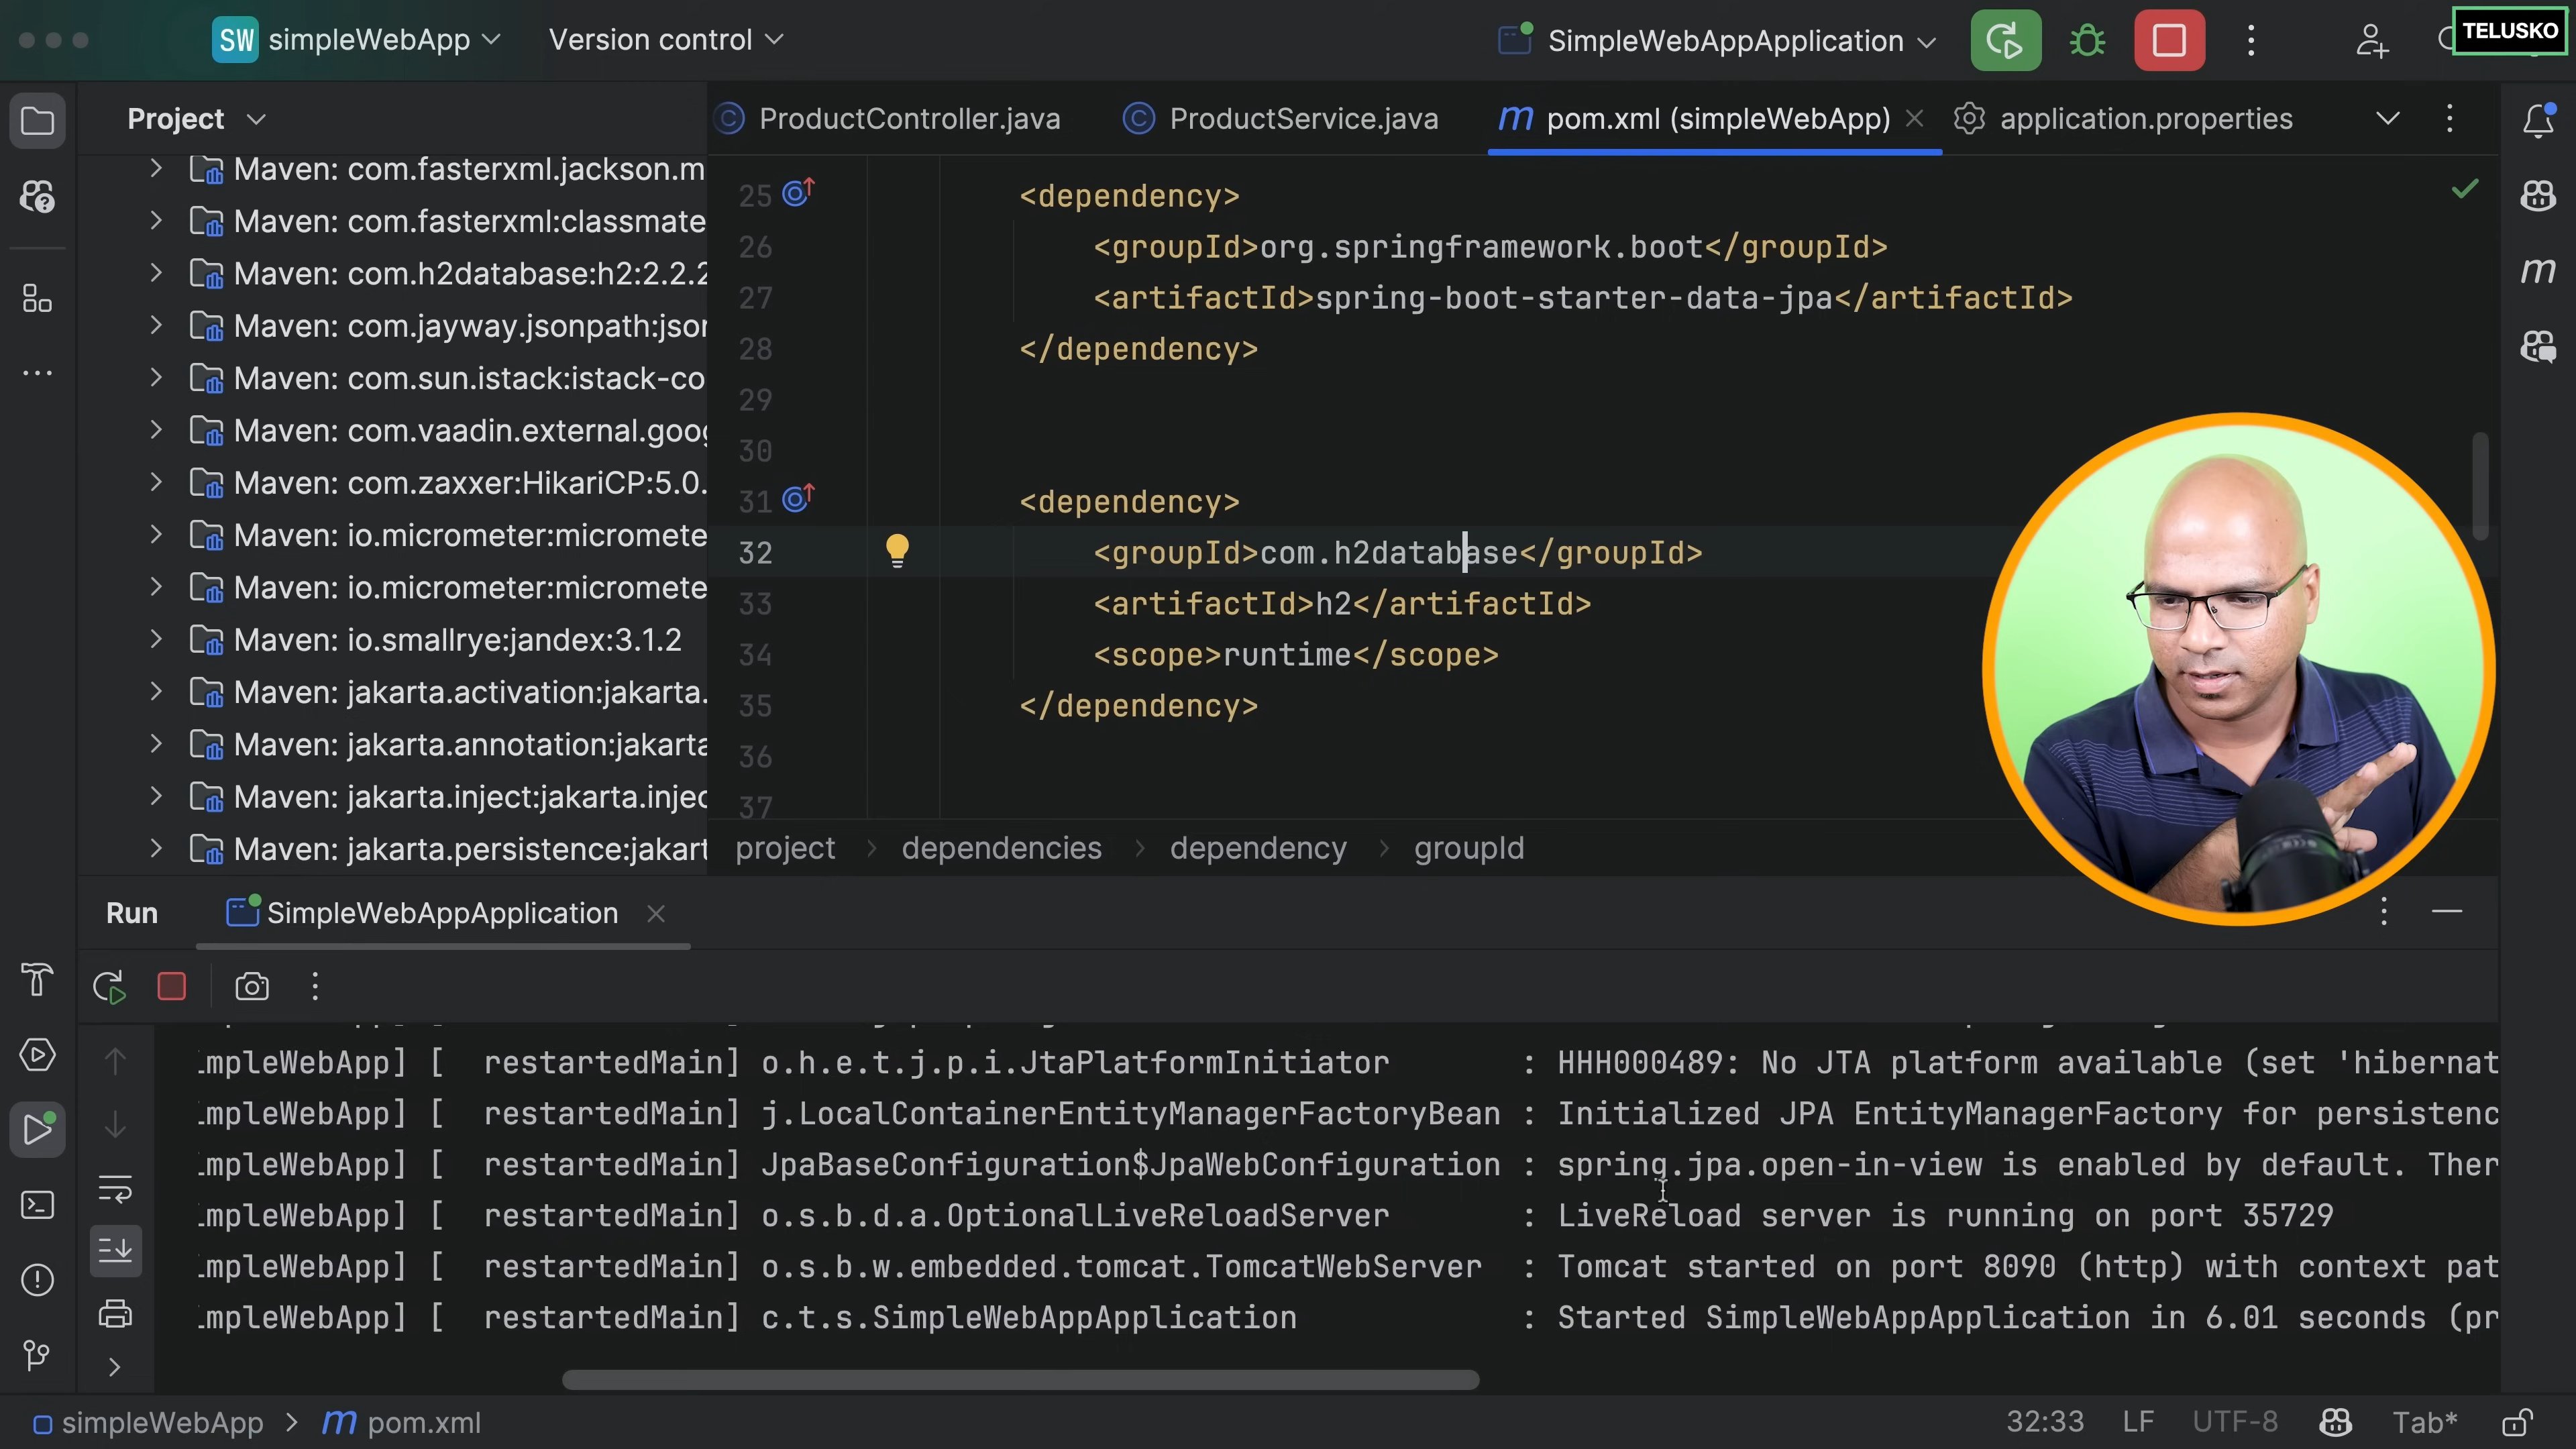 SW simpleWebApp Version control SimpleWebAppApplication TELUSKO
Project
ProductController.java ProductService.java pom.xml (simpleWebApp) application.properties
Maven: com.fasterxml.jackson.m
Maven: com.fasterxml:classmate
Maven: com.h2database:h2:2.2.2
Maven: com.jayway.jsonpath:jsor
Maven: com.sun.istack:istack-co
Maven: com.vaadin.external.goog
Maven: com.zaxxer:HikariCP:5.0.
Maven: io.micrometer:micromete
Maven: io.micrometer:micromete
Maven: io.smallrye:jandex:3.1.2
Maven: jakarta.activation:jakarta.
Maven: jakarta.annotation:jakarta
Maven: jakarta.inject:jakarta.injec
Maven: jakarta.persistence:jakart
25 <dependency>
26 <groupId>org.springframework.boot</groupId>
27 <artifactId>spring-boot-starter-data-jpa</artifactId>
28 </dependency>
29
30
31 <dependency>
32 <groupId>com.h2database</groupId>
33 <artifactId>h2</artifactId>
34 <scope>runtime</scope>
35 </dependency>
36
37
project > dependencies > dependency > groupId
Run SimpleWebAppApplication
mpleWebApp] [ restartedMain] o.h.e.t.j.p.i.JtaPlatformInitiator : HHH000489: No JTA platform available (set 'hibernat
mpleWebApp] [ restartedMain] j.LocalContainerEntityManagerFactoryBean : Initialized JPA EntityManagerFactory for persistenc
mpleWebApp] [ restartedMain] JpaBaseConfiguration$JpaWebConfiguration : spring.jpa.open-in-view is enabled by default. Ther
mpleWebApp] [ restartedMain] o.s.b.d.a.OptionalLiveReloadServer : LiveReload server is running on port 35729
mpleWebApp] [ restartedMain] o.s.b.w.embedded.tomcat.TomcatWebServer : Tomcat started on port 8090 (http) with context pat
mpleWebApp] [ restartedMain] c.t.s.SimpleWebAppApplication : Started SimpleWebAppApplication in 6.01 seconds (pr
simpleWebApp > m pom.xml 32:33 LF UTF-8 Tab*